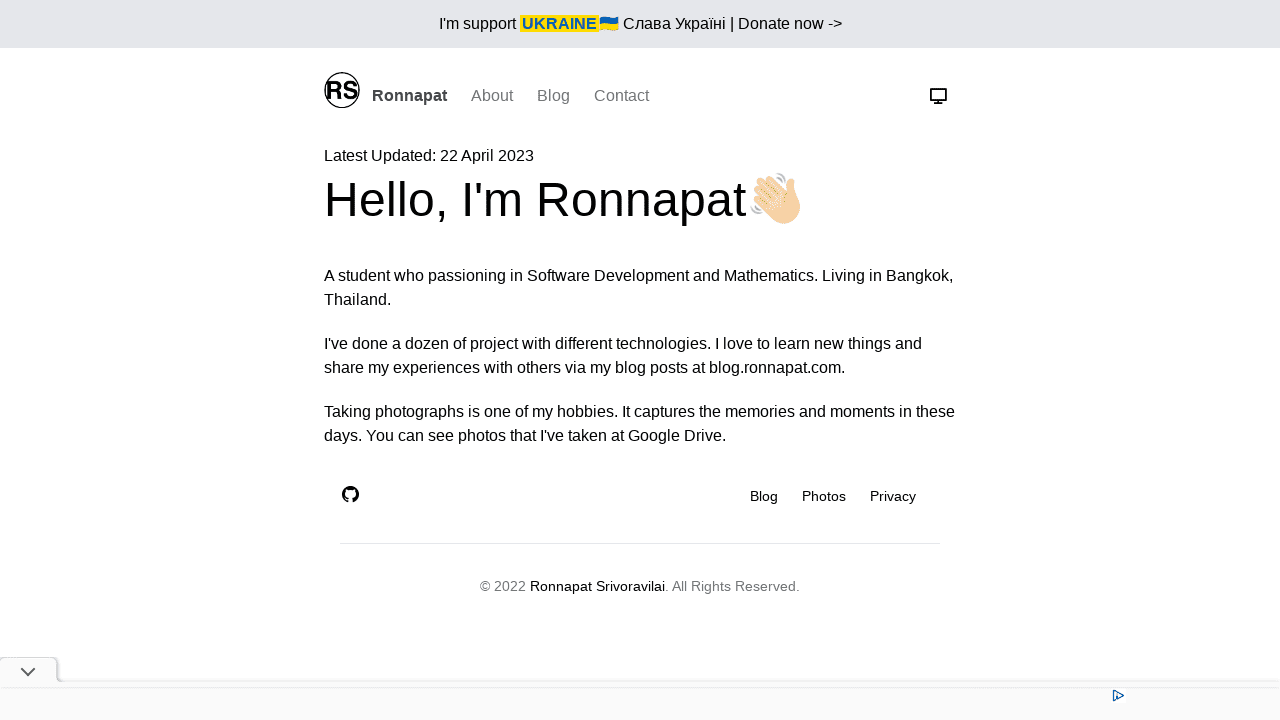 I'm support UKRAINE🇺🇦 Слава Україні | Donate now ->
RS Ronnapat About Blog Contact
Latest Updated: 22 April 2023
Hello, I'm Ronnapat👋🏼
A student who passioning in Software Development and Mathematics. Living in Bangkok,
Thailand.
I've done a dozen of project with different technologies. I love to learn new things and
share my experiences with others via my blog posts at blog.ronnapat.com.
Taking photographs is one of my hobbies. It captures the memories and moments in these
days. You can see photos that I've taken at Google Drive.
Blog Photos Privacy
© 2022 Ronnapat Srivoravilai. All Rights Reserved.